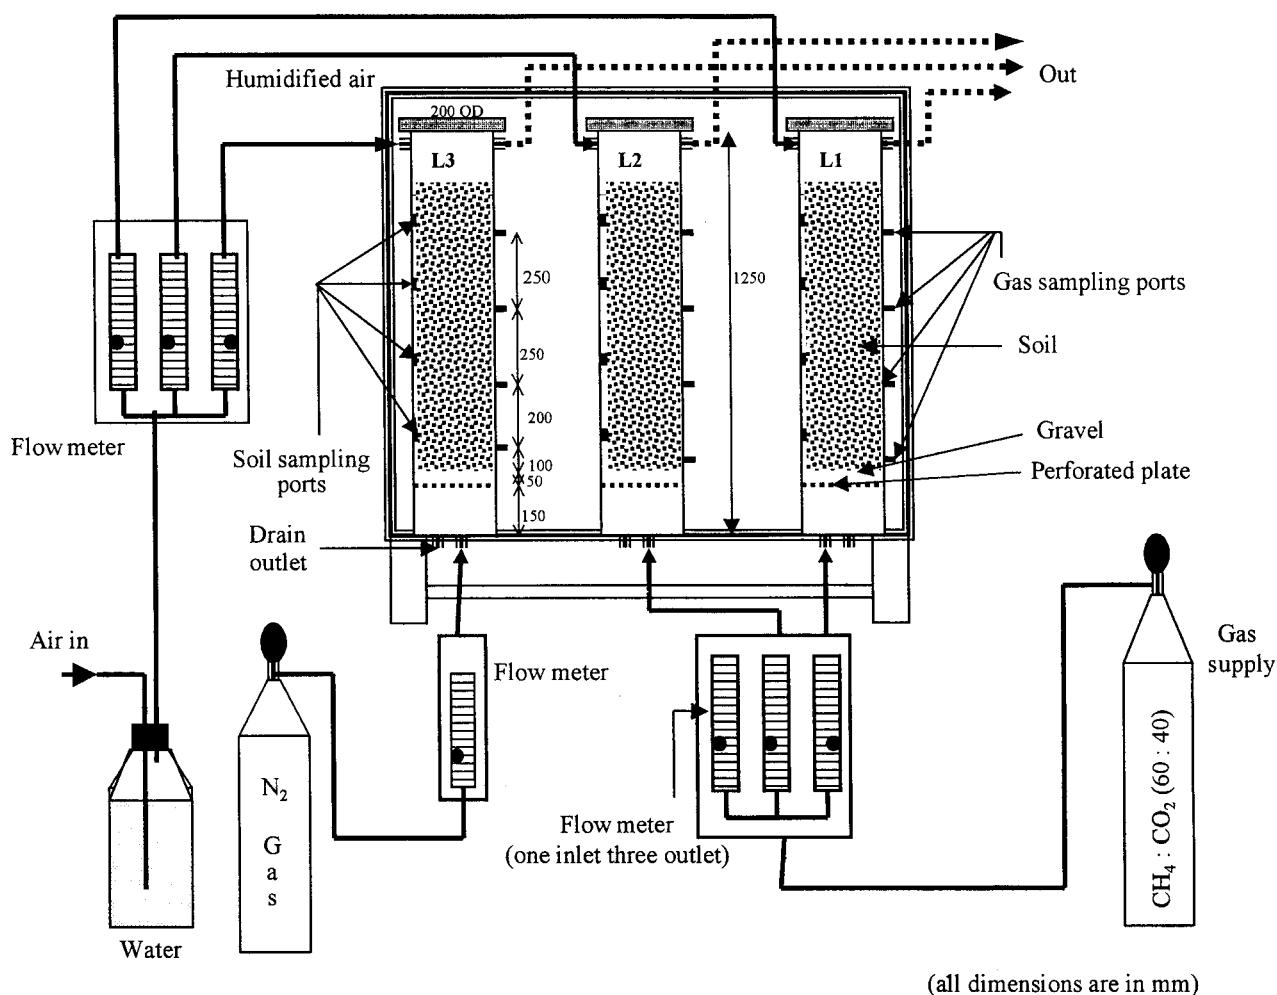 Humidified air
Out
200 OD
L3
L2
L1
250
1250
Gas sampling ports
250
Soil
200
Gravel
Flow meter
Soil sampling
ports
100
Perforated plate
50
150
Drain
outlet
Air in
Gas
supply
Flow meter
N2
G
a
s
CH4 : CO2 (60 : 40)
Flow meter
(one inlet three outlet)
Water
(all dimensions are in mm)